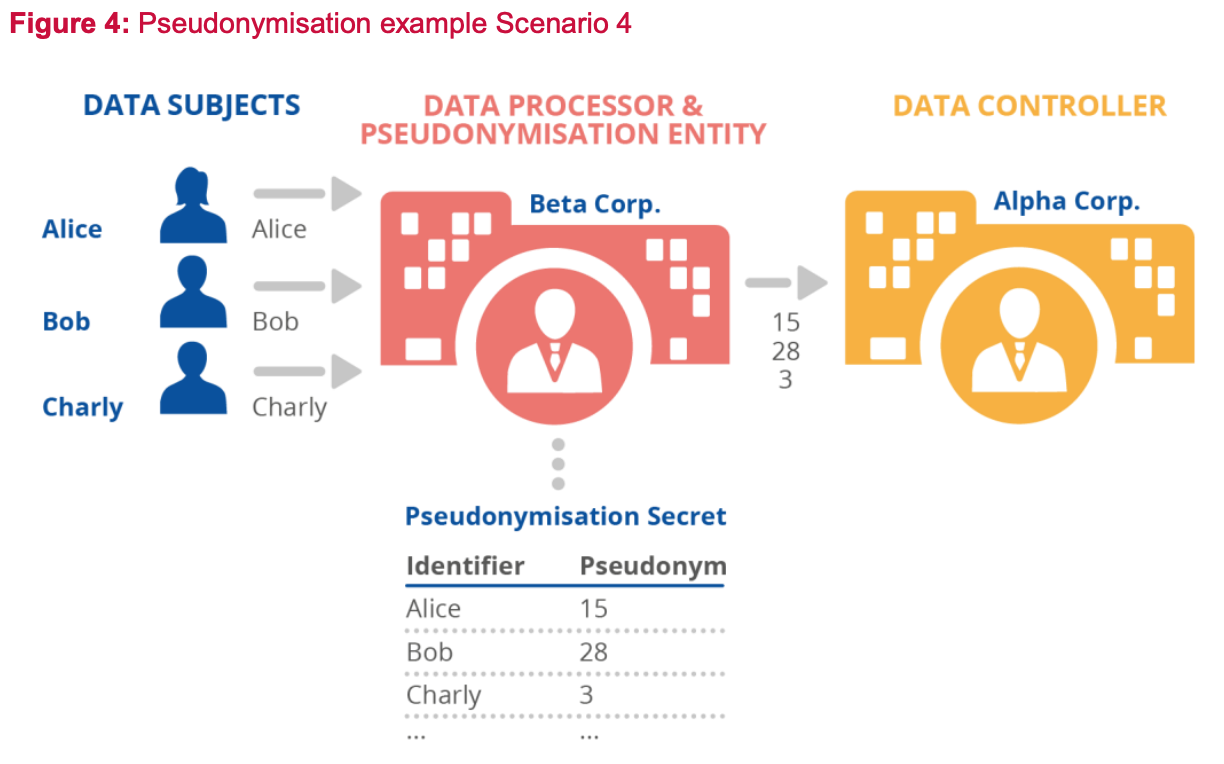 Figure 4: Pseudonymisation example Scenario 4
DATA SUBJECTS
DATA PROCESSOR &
PSEUDONYMISATION ENTITY
DATA CONTROLLER
Alice
Alice
Bob
Bob
Charly
Charly
Beta Corp.
15
28
3
Alpha Corp.
Pseudonymisation Secret
Identifier Pseudonym
Alice 15
Bob 28
Charly 3
... ...